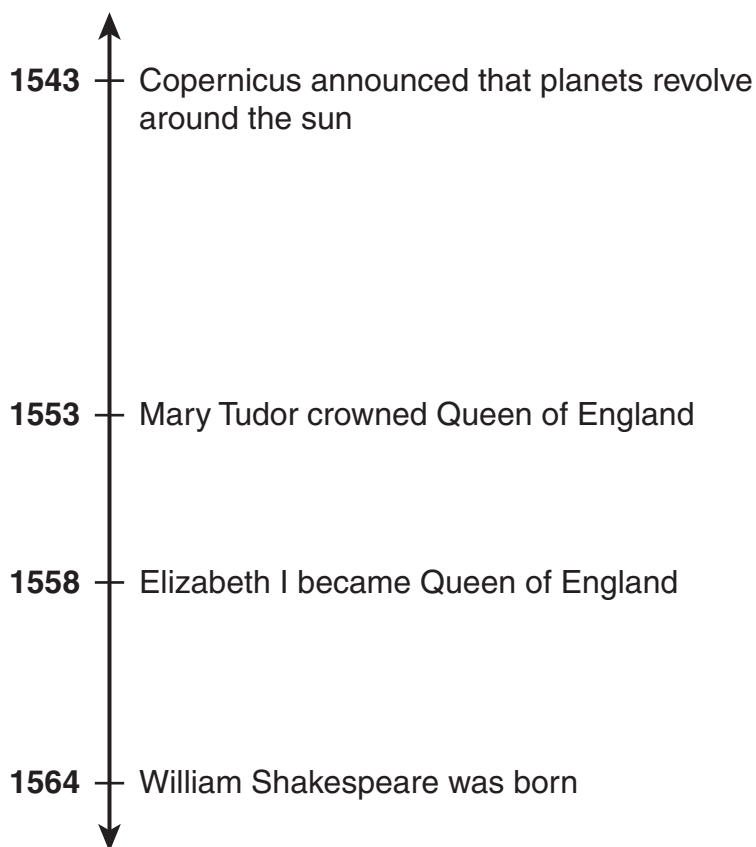 1543 Copernicus announced that planets revolve
around the sun
1553 Mary Tudor crowned Queen of England
1558 Elizabeth I became Queen of England
1564 William Shakespeare was born